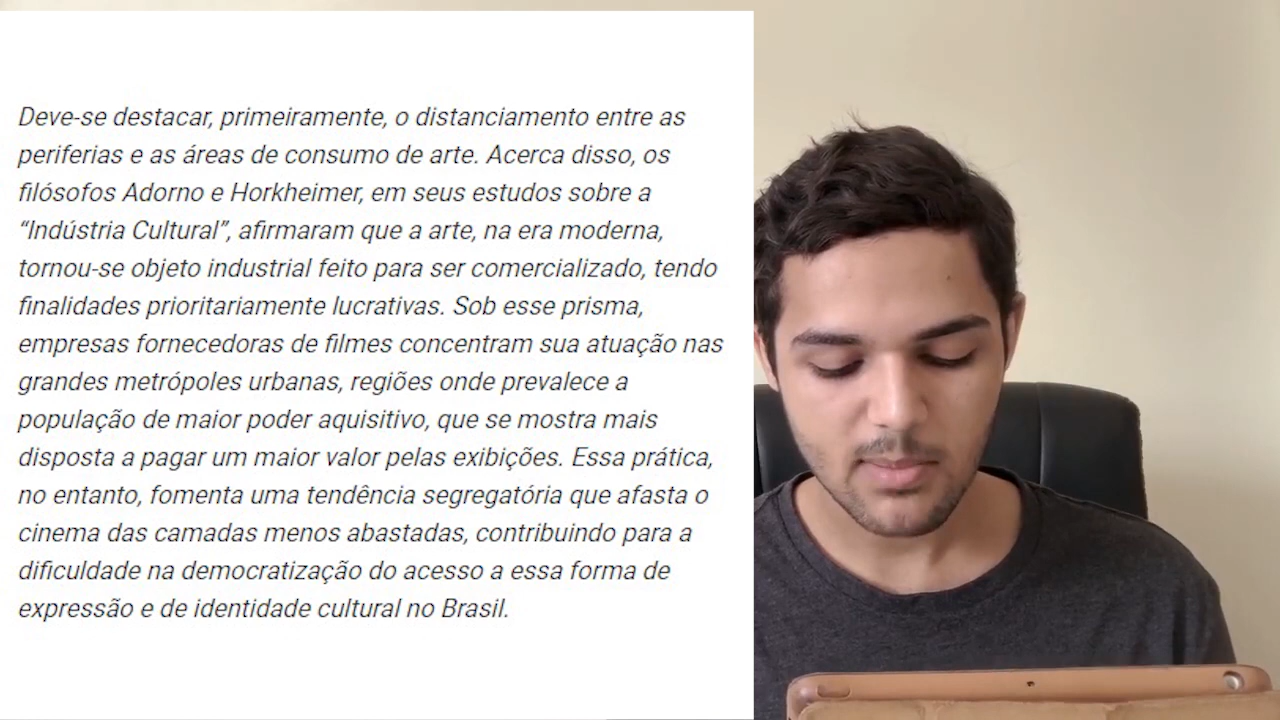 Deve-se destacar, primeiramente, o distanciamento entre as
periferias e as áreas de consumo de arte. Acerca disso, os
filósofos Adorno e Horkheimer, em seus estudos sobre a
“Indústria Cultural”, afirmaram que a arte, na era moderna,
tornou-se objeto industrial feito para ser comercializado, tendo
finalidades prioritariamente lucrativas. Sob esse prisma,
empresas fornecedoras de filmes concentram sua atuação nas
grandes metrópoles urbanas, regiões onde prevalece a
população de maior poder aquisitivo, que se mostra mais
disposta a pagar um maior valor pelas exibições. Essa prática,
no entanto, fomenta uma tendência segregatória que afasta o
cinema das camadas menos abastadas, contribuindo para a
dificuldade na democratização do acesso a essa forma de
expressão e de identidade cultural no Brasil.